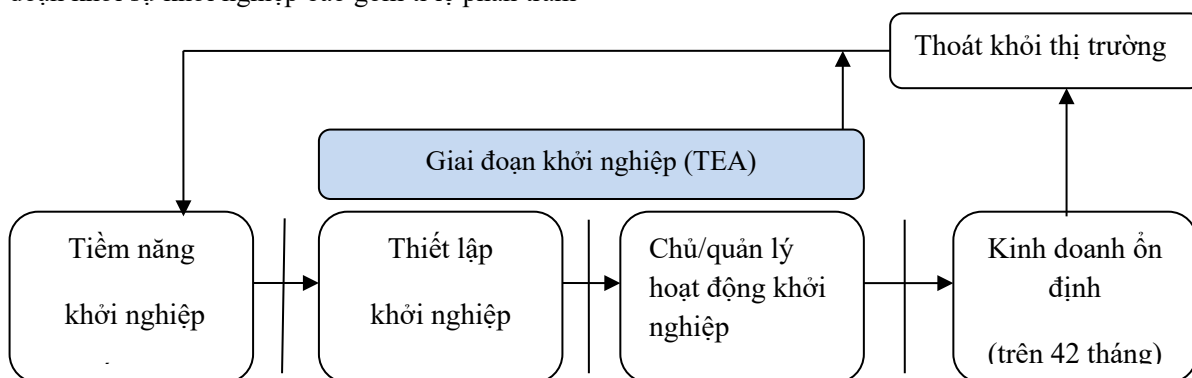 Thoát khỏi thị trường
Giai đoạn khởi nghiệp (TEA)
Tiềm năng
khởi nghiệp
Thiết lập
khởi nghiệp
Chủ/quản lý
hoạt động khởi
nghiệp
Kinh doanh ổn
định
(trên 42 tháng)